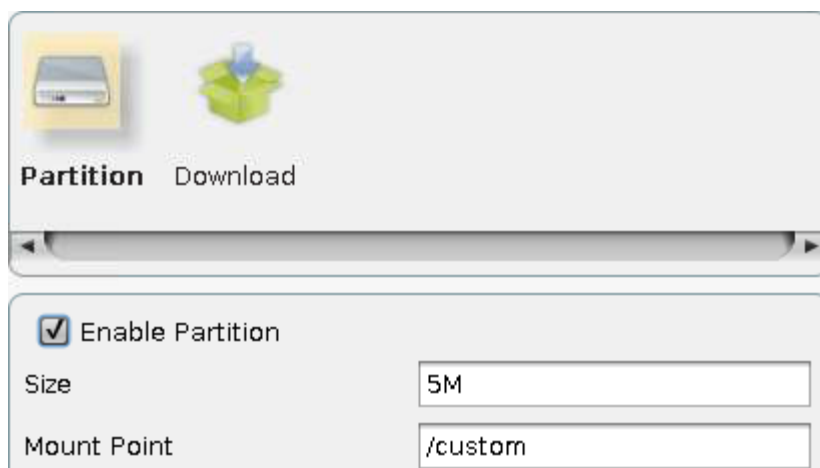 Partition Download
Enable Partition
Size 5M
Mount Point /custom